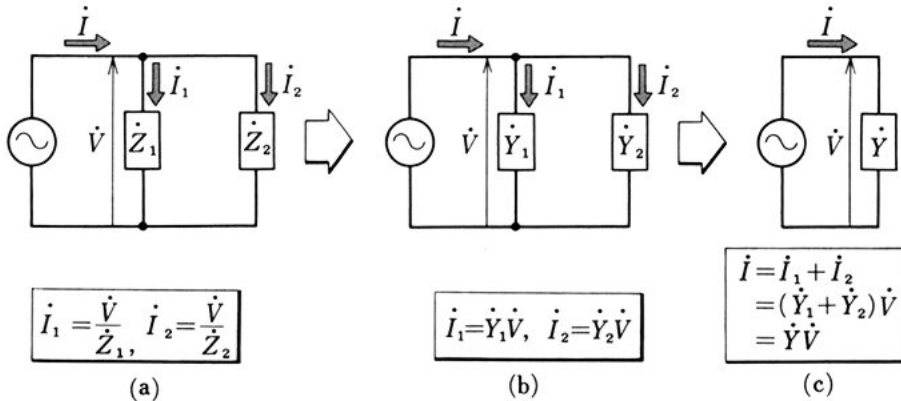 İ İ İ
İ₁ İ₂ İ₁ İ₂
V̇ Ż₁ Ż₂ V̇ Ẏ₁ Ẏ₂ V̇ Ẏ
İ₁ = V̇/Ż₁, İ₂ = V̇/Ż₂
(a)
İ₁=Ẏ₁V̇, İ₂=Ẏ₂V̇
(b)
İ=İ₁+İ₂
=(Ẏ₁+Ẏ₂)V̇
=ẎV̇
(c)